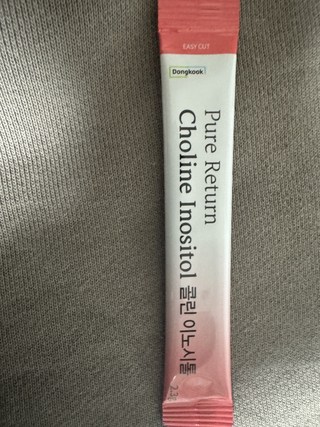 EASY CUT
Dongkook
Pure Return
Choline Inositol 콜린 이노시톨